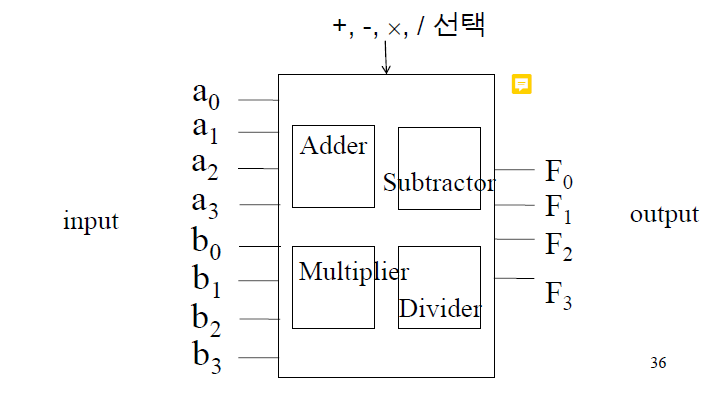 +, -, ×, / 선택
a0
a1
a2
a3
b0
b1
b2
b3
input
Adder
Subtractor
Multiplier
Divider
F0
F1
F2
F3
output
36